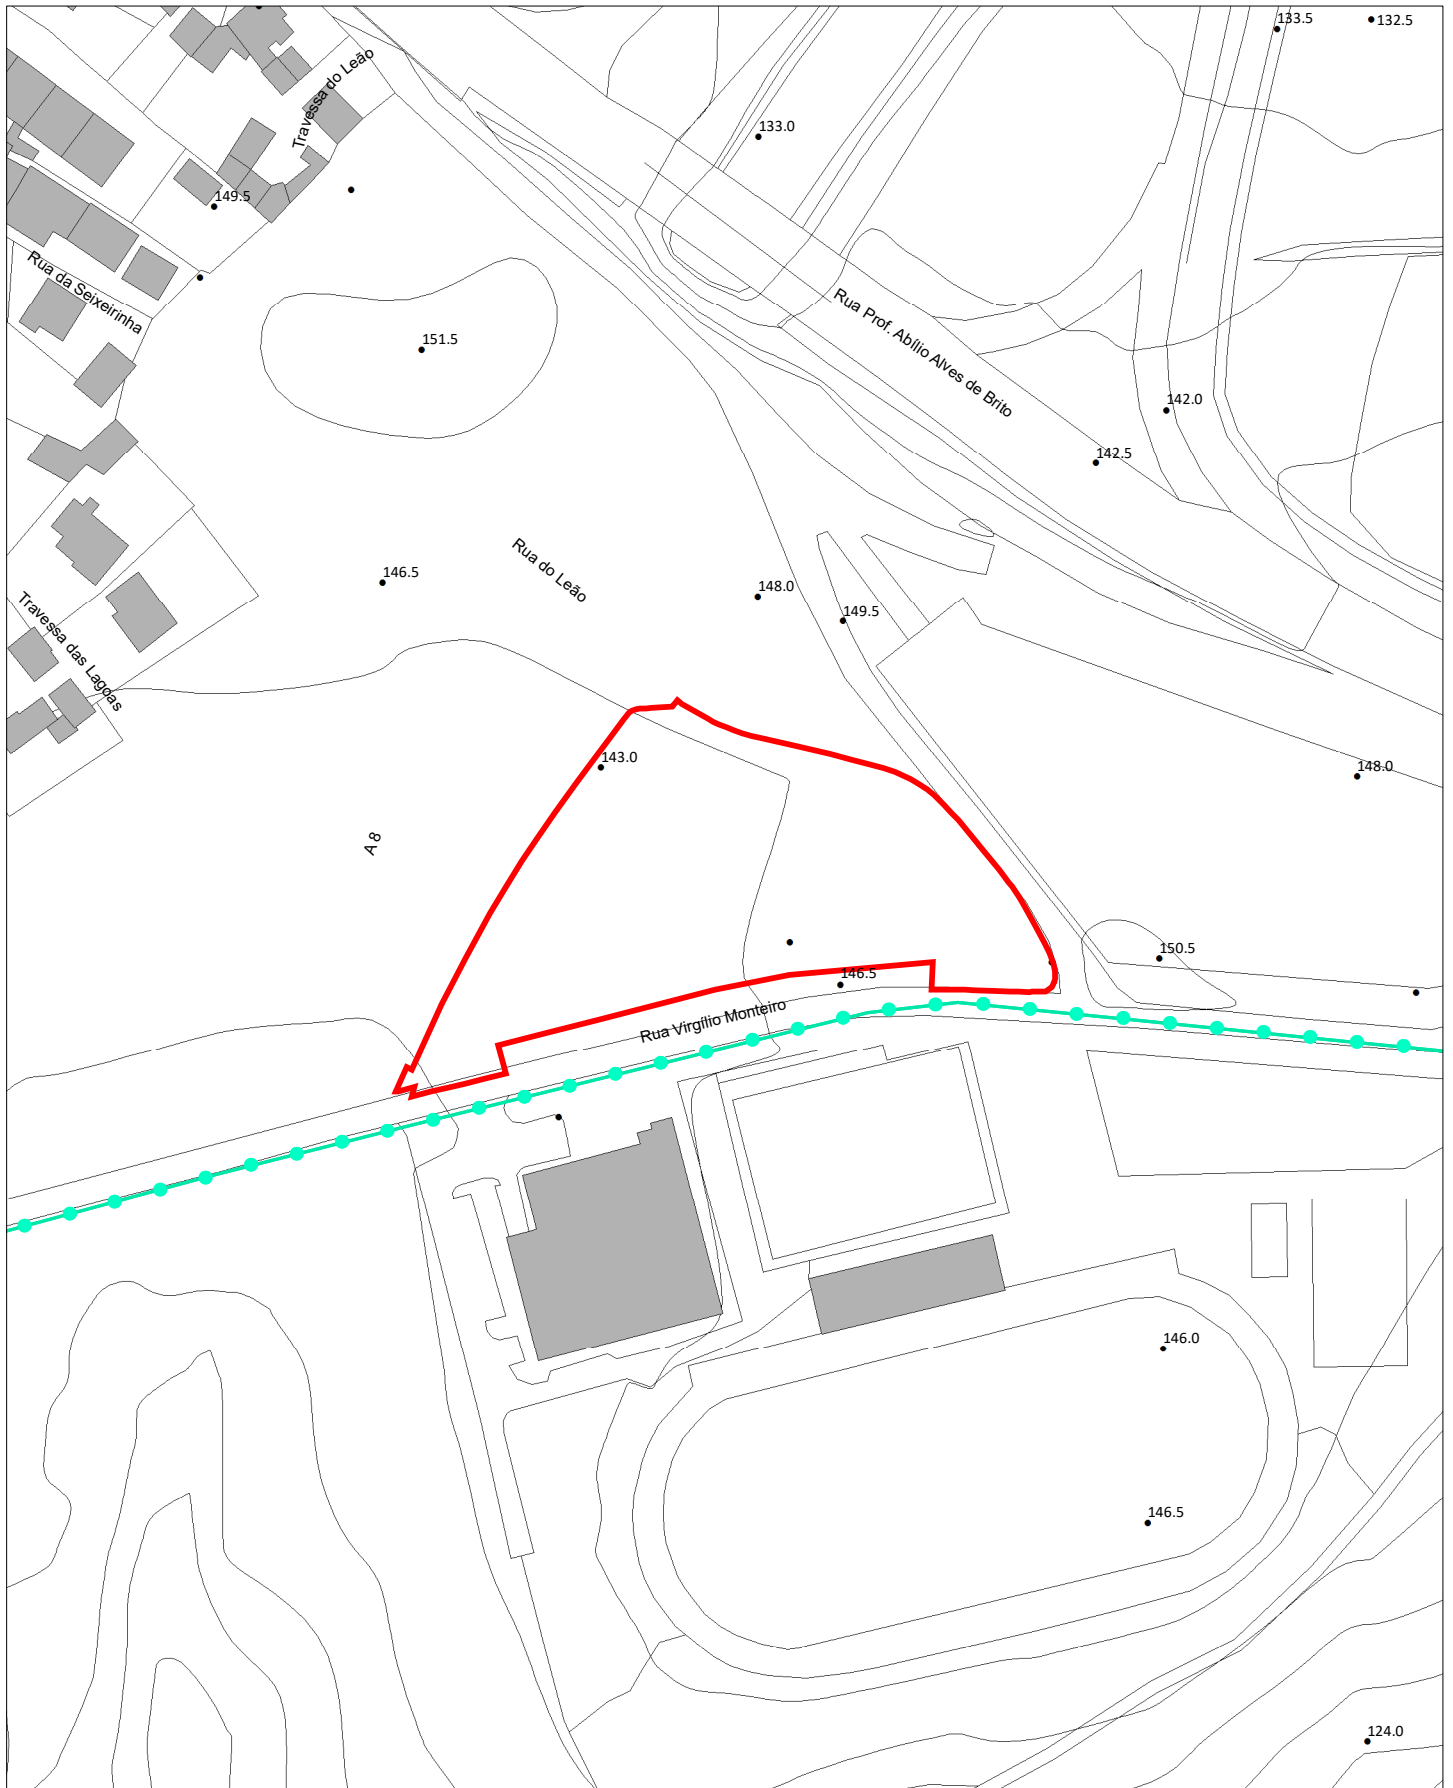 133.5
132.5
Travessa do Leão
133.0
149.5
Rua da Seixeirinha
Rua Prof. Abílio Alves de Brito
151.5
142.0
142.5
Rua do Leão
146.5
148.0
149.5
Travessa das Lagoas
143.0
148.0
A 8
150.5
146.5
Rua Virgílio Monteiro
146.0
146.5
124.0